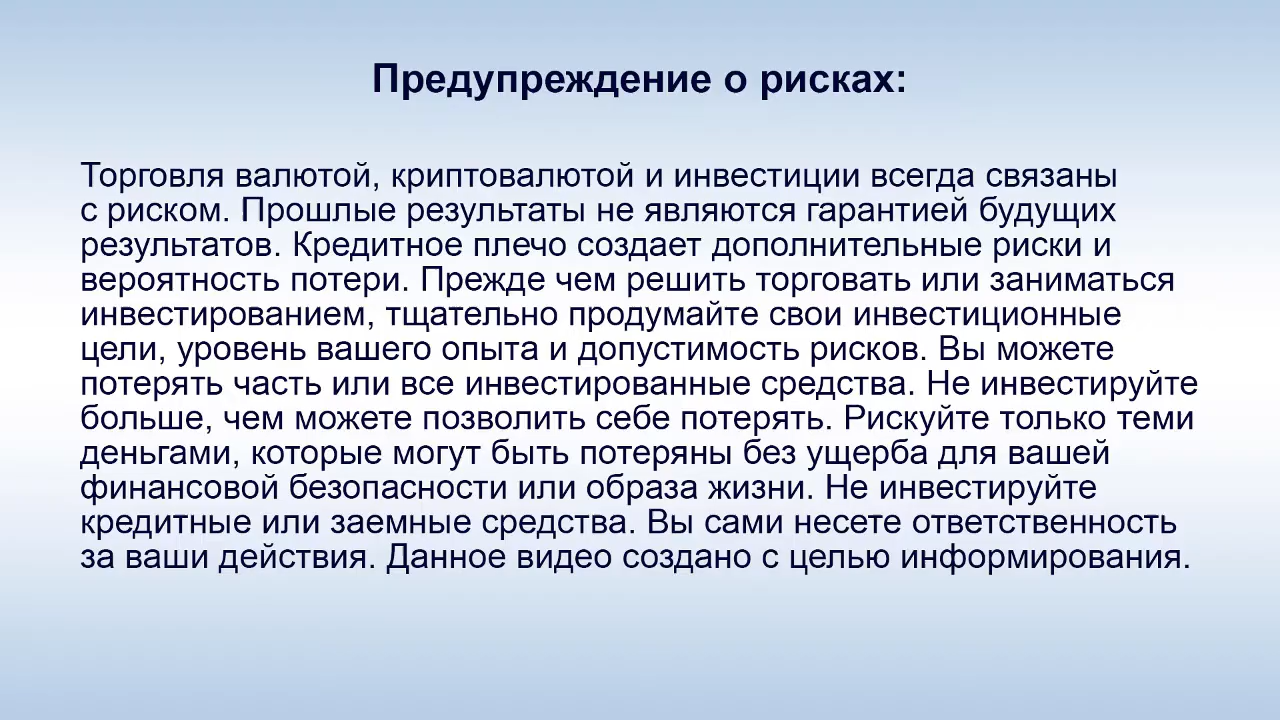 Предупреждение о рисках:
Торговля валютой, криптовалютой и инвестиции всегда связаны
с риском. Прошлые результаты не являются гарантией будущих
результатов. Кредитное плечо создает дополнительные риски и
вероятность потери. Прежде чем решить торговать или заниматься
инвестированием, тщательно продумайте свои инвестиционные
цели, уровень вашего опыта и допустимость рисков. Вы можете
потерять часть или все инвестированные средства. Не инвестируйте
больше, чем можете позволить себе потерять. Рискуйте только теми
деньгами, которые могут быть потеряны без ущерба для вашей
финансовой безопасности или образа жизни. Не инвестируйте
кредитные или заемные средства. Вы сами несете ответственность
за ваши действия. Данное видео создано с целью информирования.